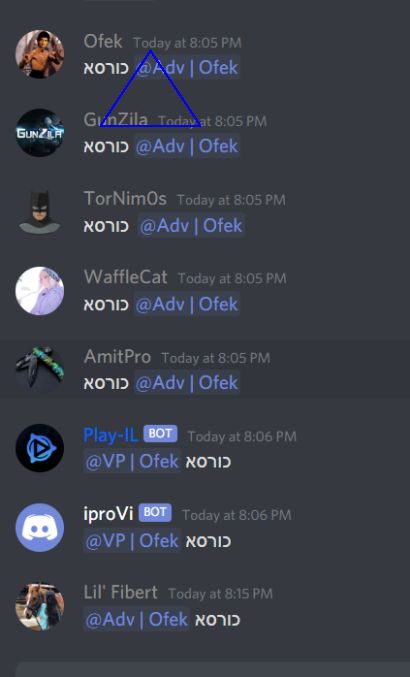 Ofek Today at 8:05 PM
כורסא @Adv | Ofek
GUNZILA
GunZila Today at 8:05 PM
כורסא @Adv | Ofek
TorNim0s Today at 8:05 PM
כורסא @Adv | Ofek
WaffleCat Today at 8:05 PM
כורסא @Adv | Ofek
AmitPro Today at 8:05 PM
כורסא @Adv | Ofek
Play-IL BOT Today at 8:06 PM
@VP | Ofek כורסא
iproVi BOT Today at 8:06 PM
@VP | Ofek כורסא
Lil' Fibert Today at 8:15 PM
@Adv | Ofek כורסא